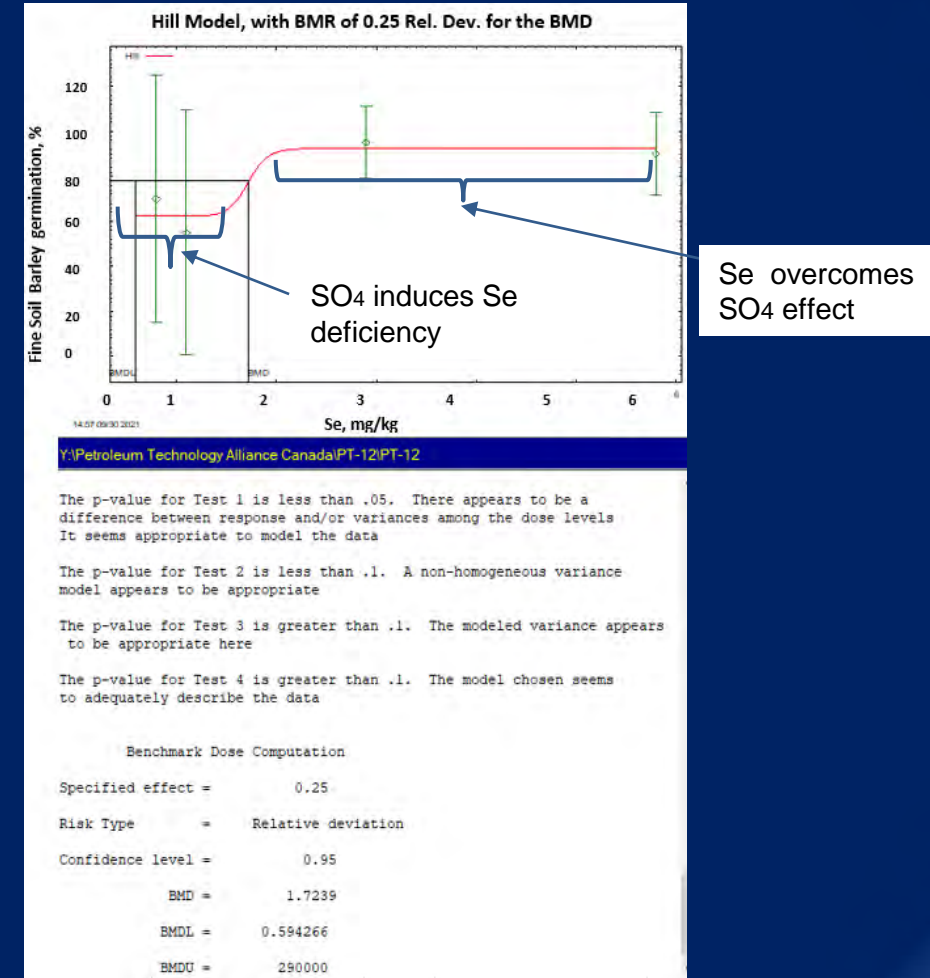 Hill Model, with BMR of 0.25 Rel. Dev. for the BMD
Hill
120
100
80
60
40
20
0
Fine Soil Barley germination, %
SO4 induces Se
deficiency
Se overcomes
SO4 effect
BMDL
BMD
0 1 2 3 4 5 6
6
14:57 09/30 2021
Se, mg/kg
Y:\Petroleum Technology Alliance Canada\PT-12\PT-12
The p-value for Test 1 is less than .05. There appears to be a
difference between response and/or variances among the dose levels
It seems appropriate to model the data
The p-value for Test 2 is less than .1. A non-homogeneous variance
model appears to be appropriate
The p-value for Test 3 is greater than .1. The modeled variance appears
to be appropriate here
The p-value for Test 4 is greater than .1. The model chosen seems
to adequately describe the data
Benchmark Dose Computation
Specified effect = 0.25
Risk Type = Relative deviation
Confidence level = 0.95
BMD = 1.7239
BMDL = 0.594266
BMDU = 290000